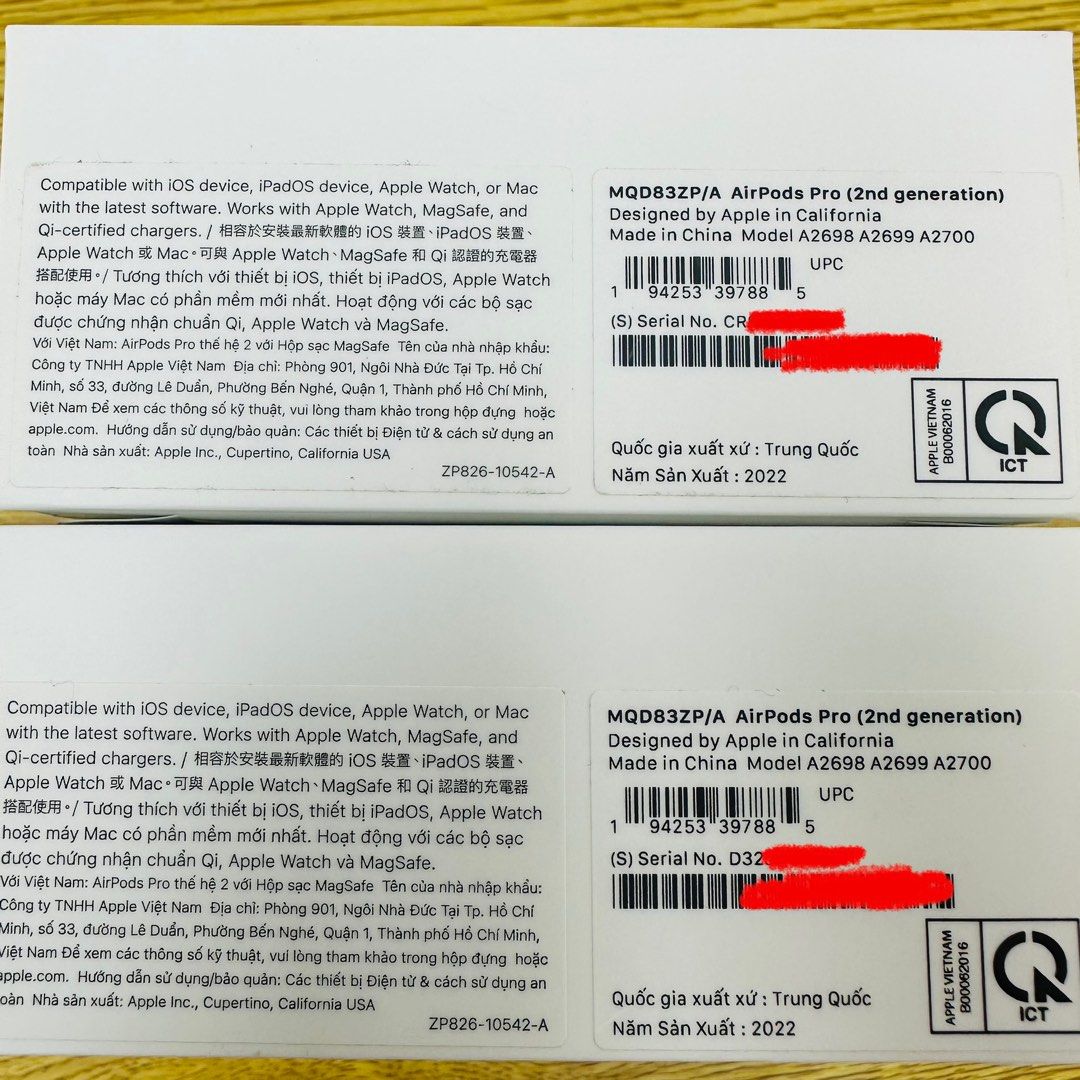 Compatible with iOS device, iPadOS device, Apple Watch, or Mac
with the latest software. Works with Apple Watch, MagSafe, and
Qi-certified chargers. / 相容於安裝最新軟體的 iOS 裝置、iPadOS 裝置、
Apple Watch 或 Mac。可與 Apple Watch、MagSafe 和 Qi 認證的充電器
搭配使用。/ Tương thích với thiết bị iOS, thiết bị iPadOS, Apple Watch
hoặc máy Mac có phần mềm mới nhất. Hoạt động với các bộ sạc
được chứng nhận chuẩn Qi, Apple Watch và MagSafe.
Với Việt Nam: AirPods Pro thế hệ 2 với Hộp sạc MagSafe Tên của nhà nhập khẩu:
Công ty TNHH Apple Việt Nam Địa chỉ: Phòng 901, Ngôi Nhà Đức Tại Tp. Hồ Chí
Minh, số 33, đường Lê Duẩn, Phường Bến Nghé, Quận 1, Thành phố Hồ Chí Minh,
Việt Nam Để xem các thông số kỹ thuật, vui lòng tham khảo trong hộp đựng hoặc
apple.com. Hướng dẫn sử dụng/bảo quản: Các thiết bị Điện tử & cách sử dụng an
toàn Nhà sản xuất: Apple Inc., Cupertino, California USA
ZP826-10542-A
MQD83ZP/A AirPods Pro (2nd generation)
Designed by Apple in California
Made in China Model A2698 A2699 A2700
UPC
1 94253 39788 5
(S) Serial No. CR
Quốc gia xuất xứ : Trung Quốc
Năm Sản Xuất : 2022
APPLE VIETNAM
B00062016
ICT
Compatible with iOS device, iPadOS device, Apple Watch, or Mac
with the latest software. Works with Apple Watch, MagSafe, and
Qi-certified chargers. / 相容於安裝最新軟體的 iOS 裝置、iPadOS 裝置、
Apple Watch 或 Mac。可與 Apple Watch、MagSafe 和 Qi 認證的充電器
搭配使用。/ Tương thích với thiết bị iOS, thiết bị iPadOS, Apple Watch
hoặc máy Mac có phần mềm mới nhất. Hoạt động với các bộ sạc
được chứng nhận chuẩn Qi, Apple Watch và MagSafe.
Với Việt Nam: AirPods Pro thế hệ 2 với Hộp sạc MagSafe Tên của nhà nhập khẩu:
Công ty TNHH Apple Việt Nam Địa chỉ: Phòng 901, Ngôi Nhà Đức Tại Tp. Hồ Chí
Minh, số 33, đường Lê Duẩn, Phường Bến Nghé, Quận 1, Thành phố Hồ Chí Minh,
Việt Nam Để xem các thông số kỹ thuật, vui lòng tham khảo trong hộp đựng hoặc
apple.com. Hướng dẫn sử dụng/bảo quản: Các thiết bị Điện tử & cách sử dụng an
toàn Nhà sản xuất: Apple Inc., Cupertino, California USA
ZP826-10542-A
MQD83ZP/A AirPods Pro (2nd generation)
Designed by Apple in California
Made in China Model A2698 A2699 A2700
UPC
1 94253 39788 5
(S) Serial No. D32
Quốc gia xuất xứ : Trung Quốc
Năm Sản Xuất : 2022
APPLE VIETNAM
B00062016
ICT